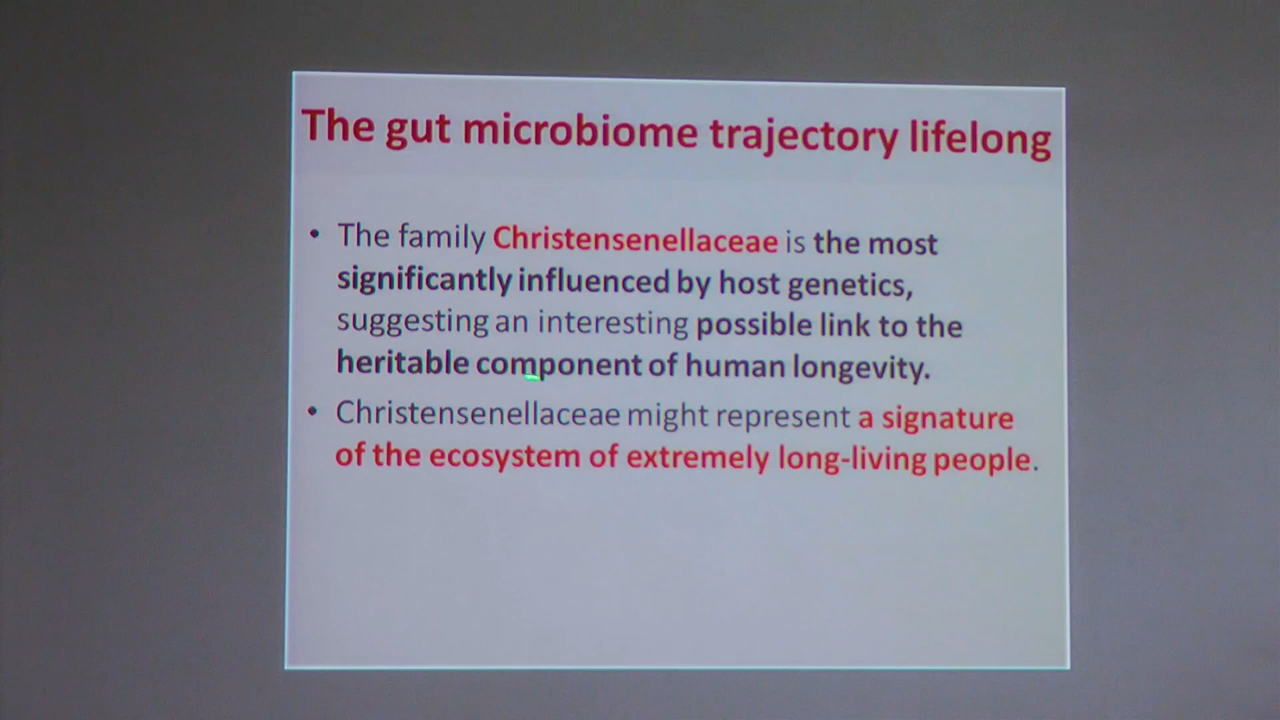 The gut microbiome trajectory lifelong
• The family Christensenellaceae is the most
significantly influenced by host genetics,
suggesting an interesting possible link to the
heritable component of human longevity.
• Christensenellaceae might represent a signature
of the ecosystem of extremely long-living people.